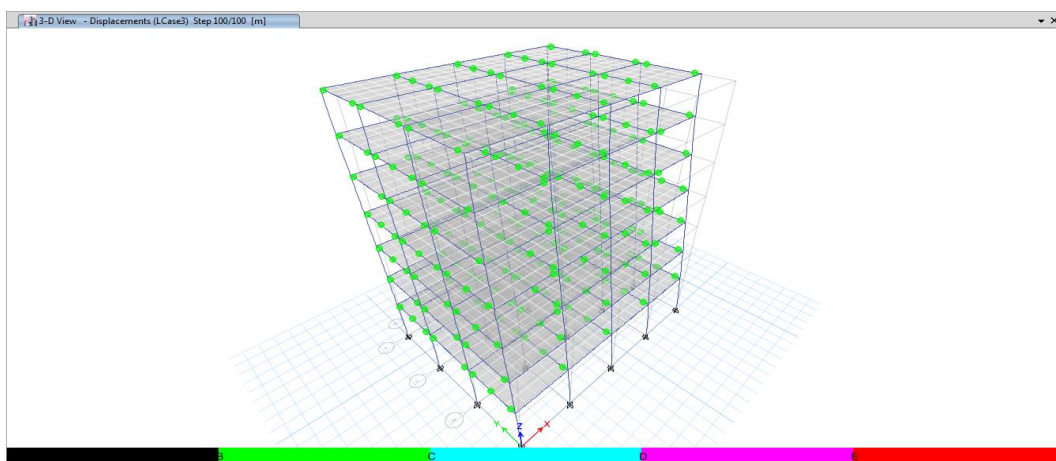 3-D View - Displacements (LCase3) Step 100/100 [m]
Z
Y X
B C D E